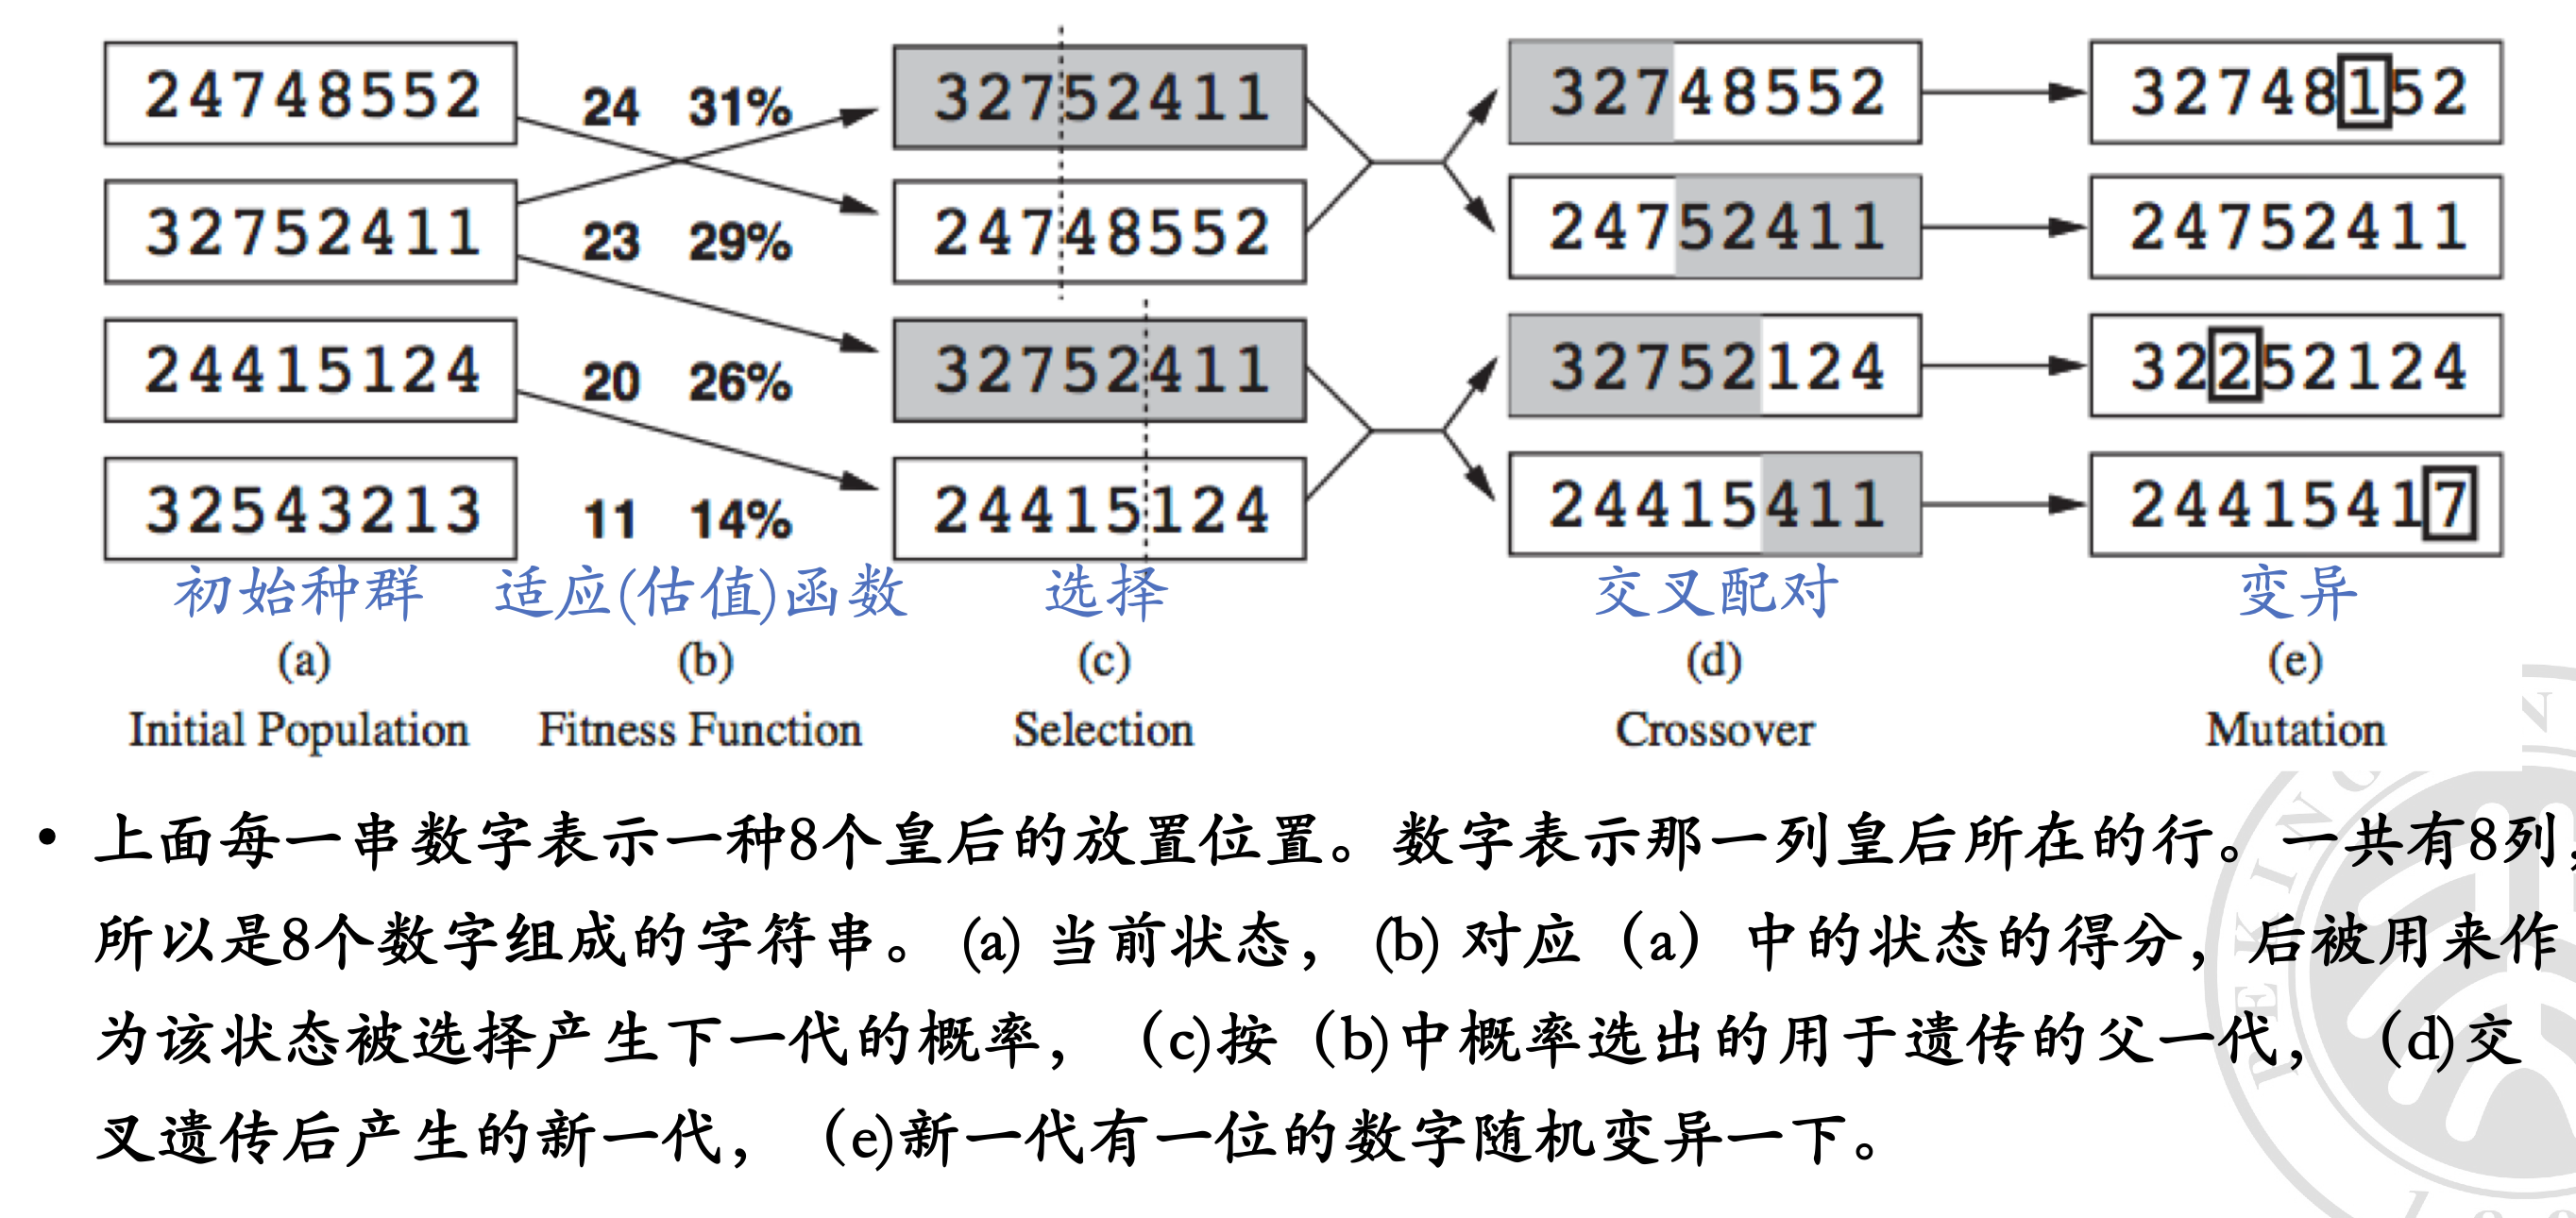 24748552 24 31% 32752411 32748552 32748152
32752411 23 29% 24748552 24752411 24752411
24415124 20 26% 32752411 32752124 32252124
32543213 11 14% 24415124 24415411 24415417
初始种群 适应(估值)函数 选择 交叉配对 变异
(a) (b) (c) (d) (e)
Initial Population Fitness Function Selection Crossover Mutation
• 上面每一串数字表示一种8个皇后的放置位置。数字表示那一列皇后所在的行。一共有8列,
所以是8个数字组成的字符串。(a) 当前状态，(b) 对应（a）中的状态的得分，后被用来作
为该状态被选择产生下一代的概率，（c)按（b)中概率选出的用于遗传的父一代，（d)交
叉遗传后产生的新一代，（e)新一代有一位的数字随机变异一下。